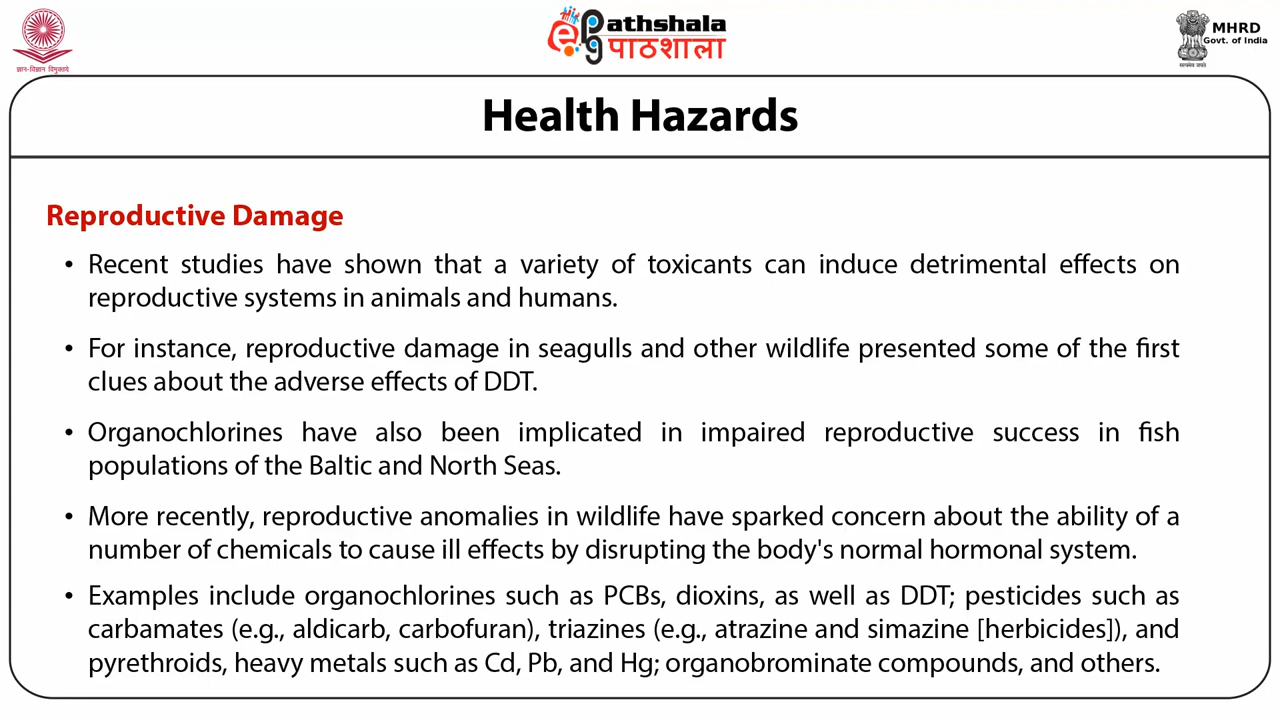 ज्ञान-विज्ञान विमुक्तये
ePG Pathshala
पाठशाला
MHRD
Govt. of India
सत्यमेव जयते
Health Hazards
Reproductive Damage
• Recent studies have shown that a variety of toxicants can induce detrimental effects on
reproductive systems in animals and humans.
• For instance, reproductive damage in seagulls and other wildlife presented some of the first
clues about the adverse effects of DDT.
• Organochlorines have also been implicated in impaired reproductive success in fish
populations of the Baltic and North Seas.
• More recently, reproductive anomalies in wildlife have sparked concern about the ability of a
number of chemicals to cause ill effects by disrupting the body's normal hormonal system.
• Examples include organochlorines such as PCBs, dioxins, as well as DDT; pesticides such as
carbamates (e.g., aldicarb, carbofuran), triazines (e.g., atrazine and simazine [herbicides]), and
pyrethroids, heavy metals such as Cd, Pb, and Hg; organobrominate compounds, and others.